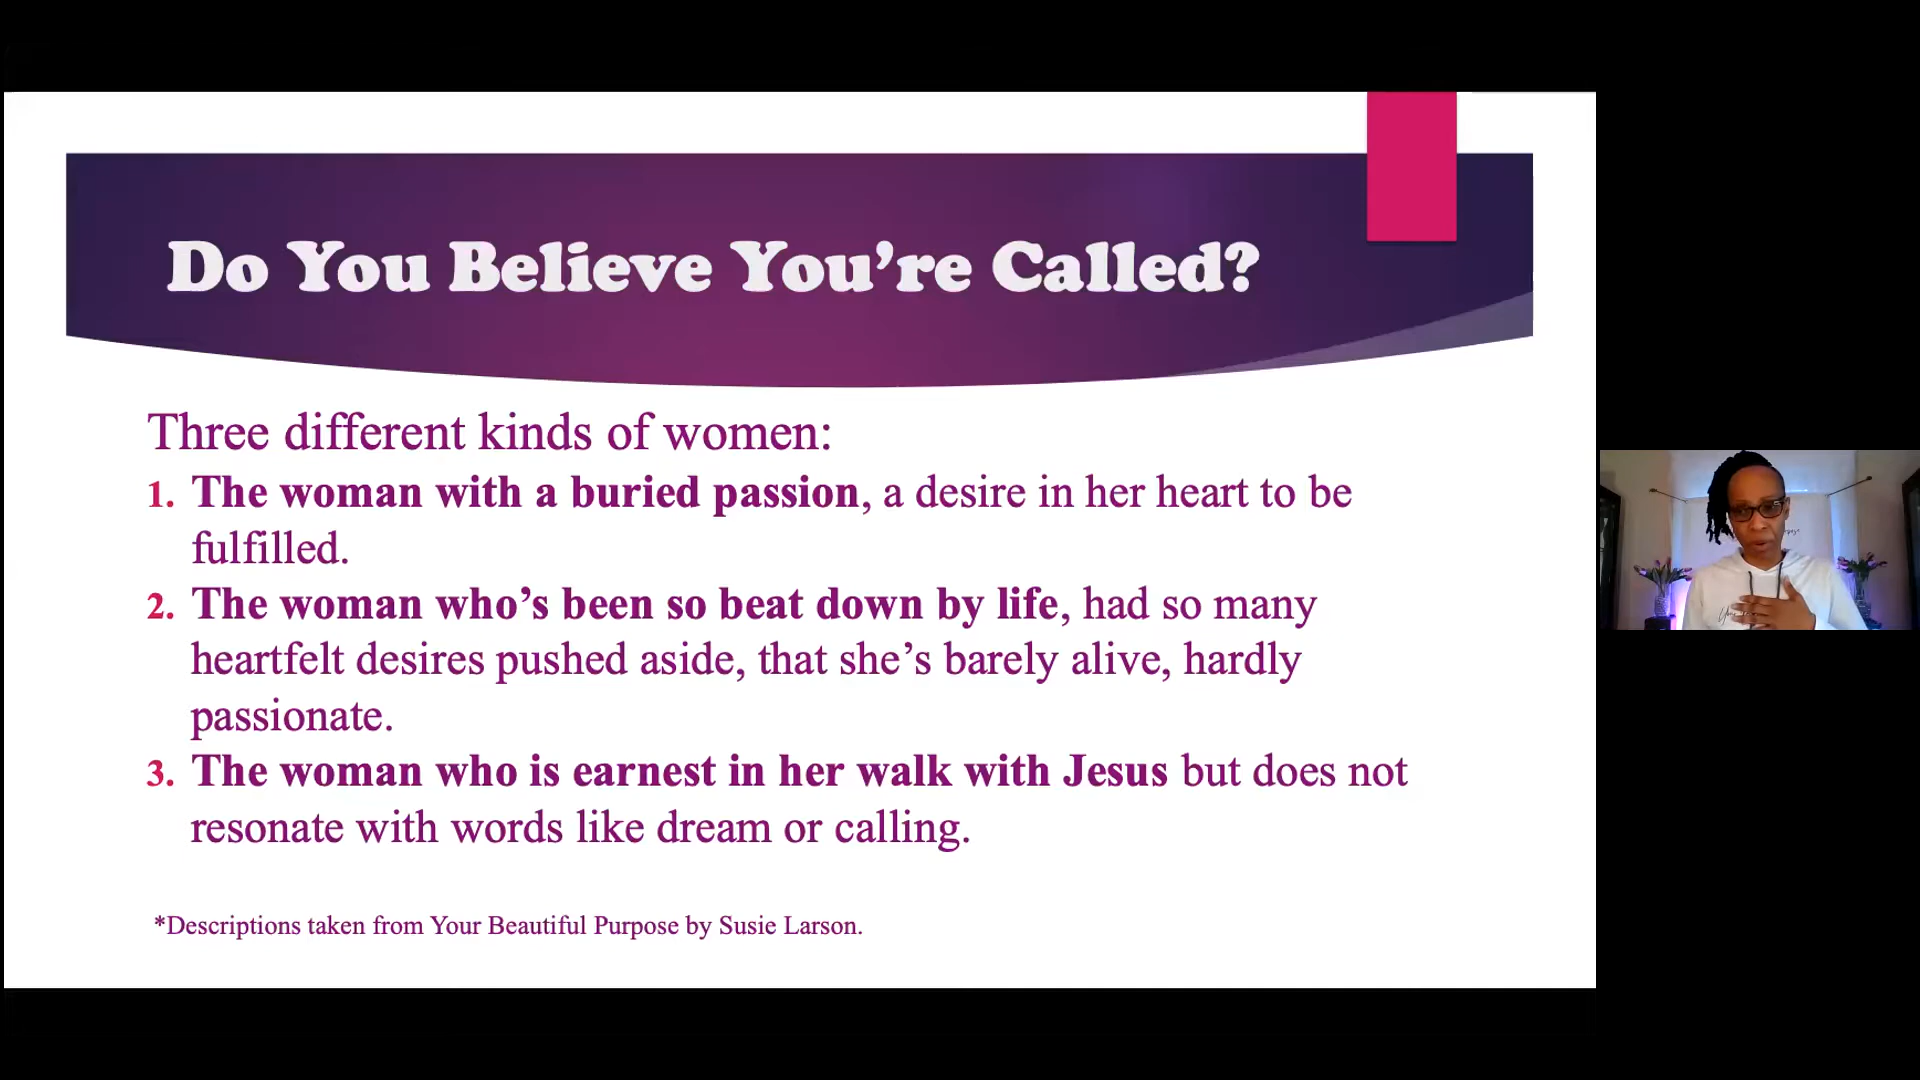 Do You Believe You’re Called?
Three different kinds of women:
1. The woman with a buried passion, a desire in her heart to be
fulfilled.
2. The woman who’s been so beat down by life, had so many
heartfelt desires pushed aside, that she’s barely alive, hardly
passionate.
3. The woman who is earnest in her walk with Jesus but does not
resonate with words like dream or calling.
*Descriptions taken from Your Beautiful Purpose by Susie Larson.